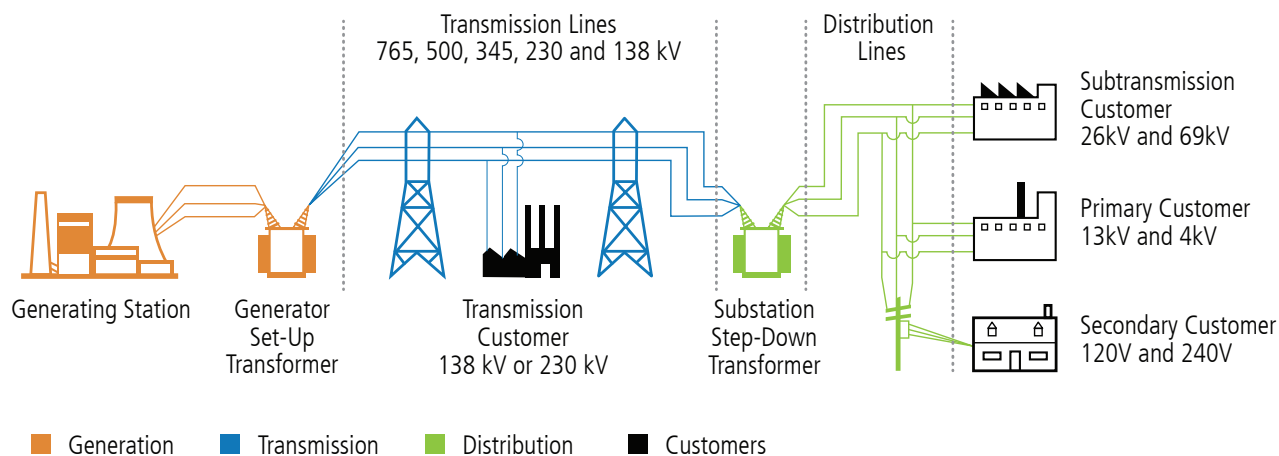 Transmission Lines
765, 500, 345, 230 and 138 kV
Distribution
Lines
Subtransmission
Customer
26kV and 69kV
Primary Customer
13kV and 4kV
Secondary Customer
120V and 240V
Generating Station
Generator
Set-Up
Transformer
Transmission
Customer
138 kV or 230 kV
Substation
Step-Down
Transformer
Generation
Transmission
Distribution
Customers